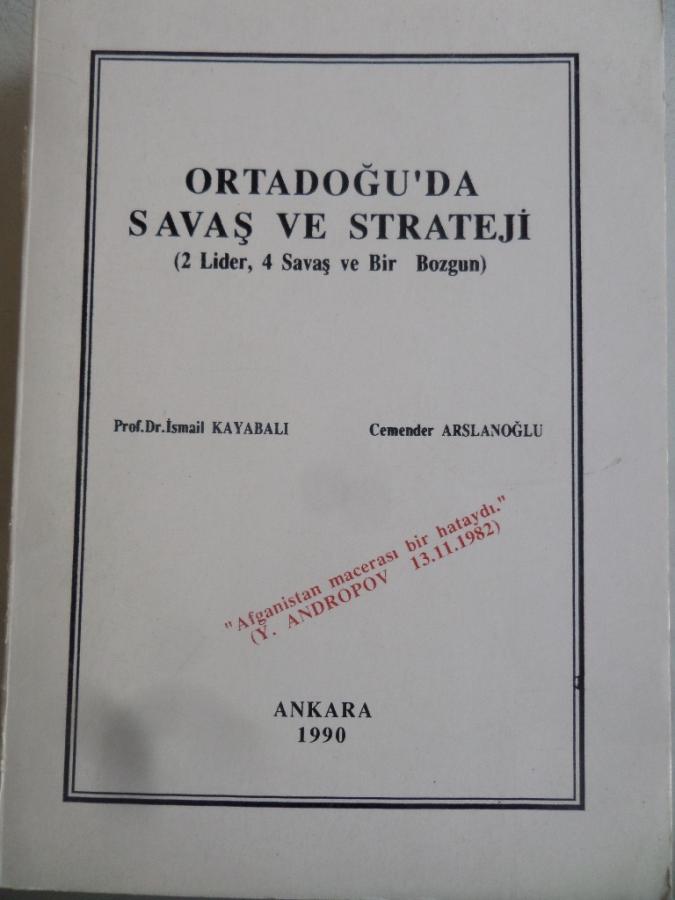 ORTADOĞU'DA
SAVAŞ VE STRATEJİ
(2 Lider, 4 Savaş ve Bir Bozgun)
Prof.Dr.İsmail KAYABALI
Cemender ARSLANOĞLU
"Afganistan macerası bir hataydı."
(Y. ANDROPOV 13.11.1982)
ANKARA
1990